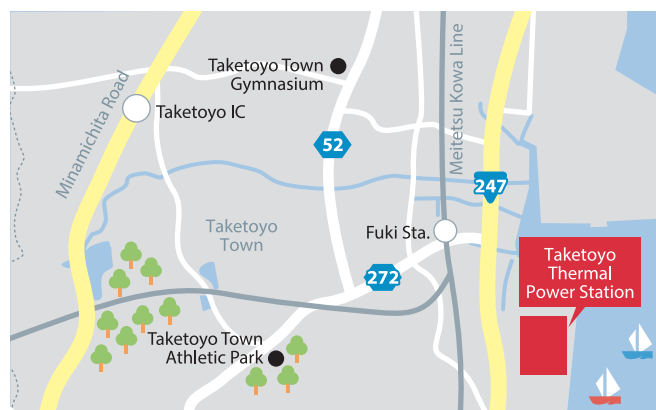 Taketoyo Town
Gymnasium
Minamichita Road
Taketoyo IC
52
Meitetsu Kowa Line
247
Taketoyo
Town
Fuki Sta.
272
Taketoyo
Thermal
Power Station
Taketoyo Town
Athletic Park